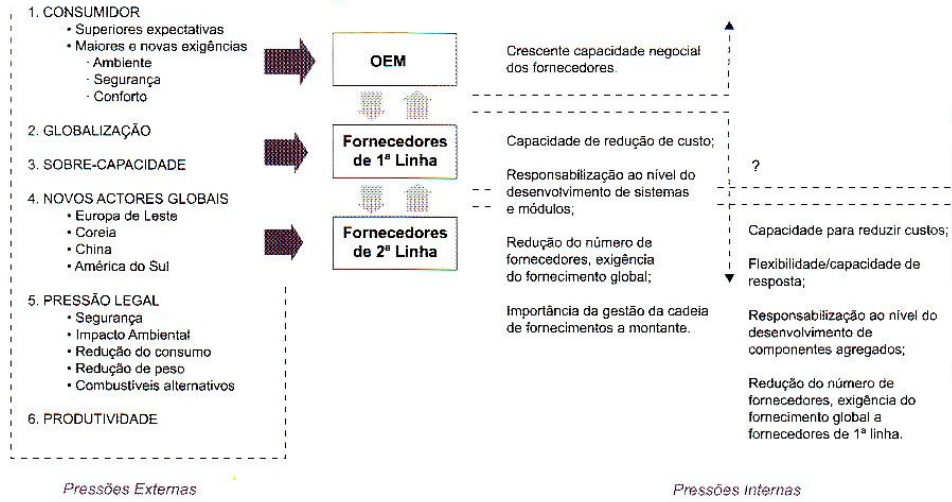 1. CONSUMIDOR
• Superiores expectativas
• Maiores e novas exigências
· Ambiente
· Segurança
· Conforto
2. GLOBALIZAÇÃO
3. SOBRE-CAPACIDADE
4. NOVOS ACTORES GLOBAIS
• Europa de Leste
• Coreia
• China
• América do Sul
5. PRESSÃO LEGAL
• Segurança
• Impacto Ambiental
• Redução do consumo
• Redução de peso
• Combustíveis alternativos
6. PRODUTIVIDADE
Pressões Externas
OEM
Fornecedores
de 1ª Linha
Fornecedores
de 2ª Linha
Crescente capacidade negocial
dos fornecedores.
Capacidade de redução de custo;
Responsabilização ao nível do
desenvolvimento de sistemas
e módulos;
Redução do número de
fornecedores, exigência
do fornecimento global;
Importância da gestão da cadeia
de fornecimentos a montante.
?
Capacidade para reduzir custos;
Flexibilidade/capacidade de
resposta;
Responsabilização ao nível do
desenvolvimento de
componentes agregados;
Redução do número de
fornecedores, exigência do
fornecimento global a
fornecedores de 1ª linha.
Pressões Internas